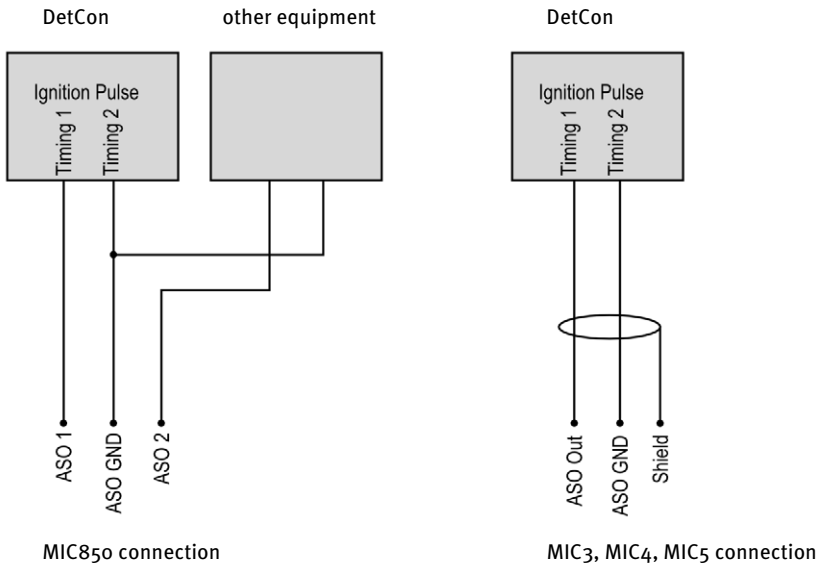 DetCon
other equipment
Ignition Pulse
Timing 1
Timing 2
ASO 1
ASO GND
ASO 2
MIC850 connection
DetCon
Ignition Pulse
Timing 1
Timing 2
ASO Out
ASO GND
Shield
MIC3, MIC4, MIC5 connection